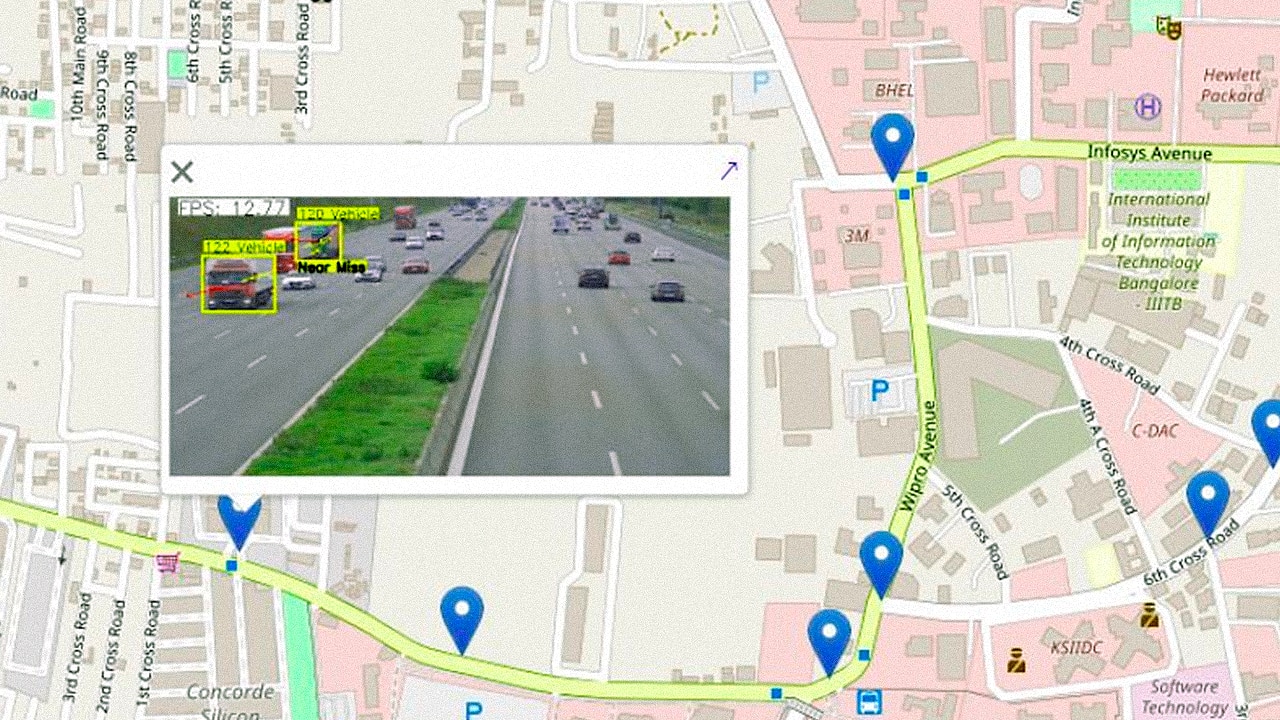 10th Main Road
9th Cross Road
8th Cross Road
6th Cross R
5th Cross R
3rd Cross Road
Road
P
BHEL
Hewlett
Packard
H
Infosys Avenue
International
Institute
of Information
Technology
Bangalore
- IIITB
3M
FPS: 12.77
120 Vehicle
122 Vehicle
Near Miss
P
4th Cross Road
4th A Cross Road
C-DAC
Wipro Avenue
5th Cross Road
6th Cross Road
3rd Cross Road
2nd Cross Road
1st Cross Road
KSIIDC
Concorde
Silicon
P
Software
Technology